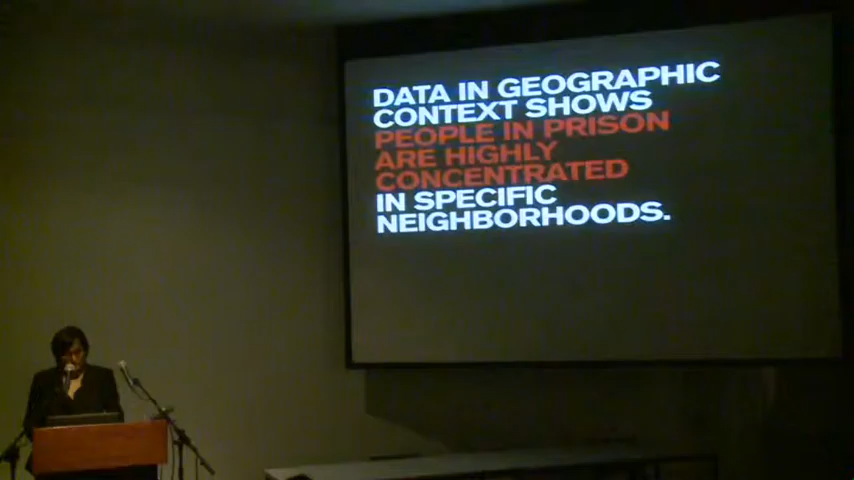 DATA IN GEOGRAPHIC
CONTEXT SHOWS
PEOPLE IN PRISON
ARE HIGHLY
CONCENTRATED
IN SPECIFIC
NEIGHBORHOODS.